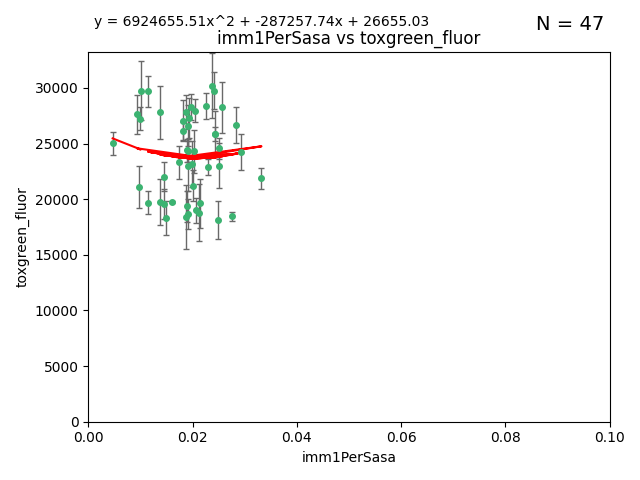 y = 6924655.51x^2 + -287257.74x + 26655.03
N = 47
imm1PerSasa vs toxgreen_fluor
30000
25000
20000
15000
10000
5000
0
toxgreen_fluor
0.00 0.02 0.04 0.06 0.08 0.10
imm1PerSasa